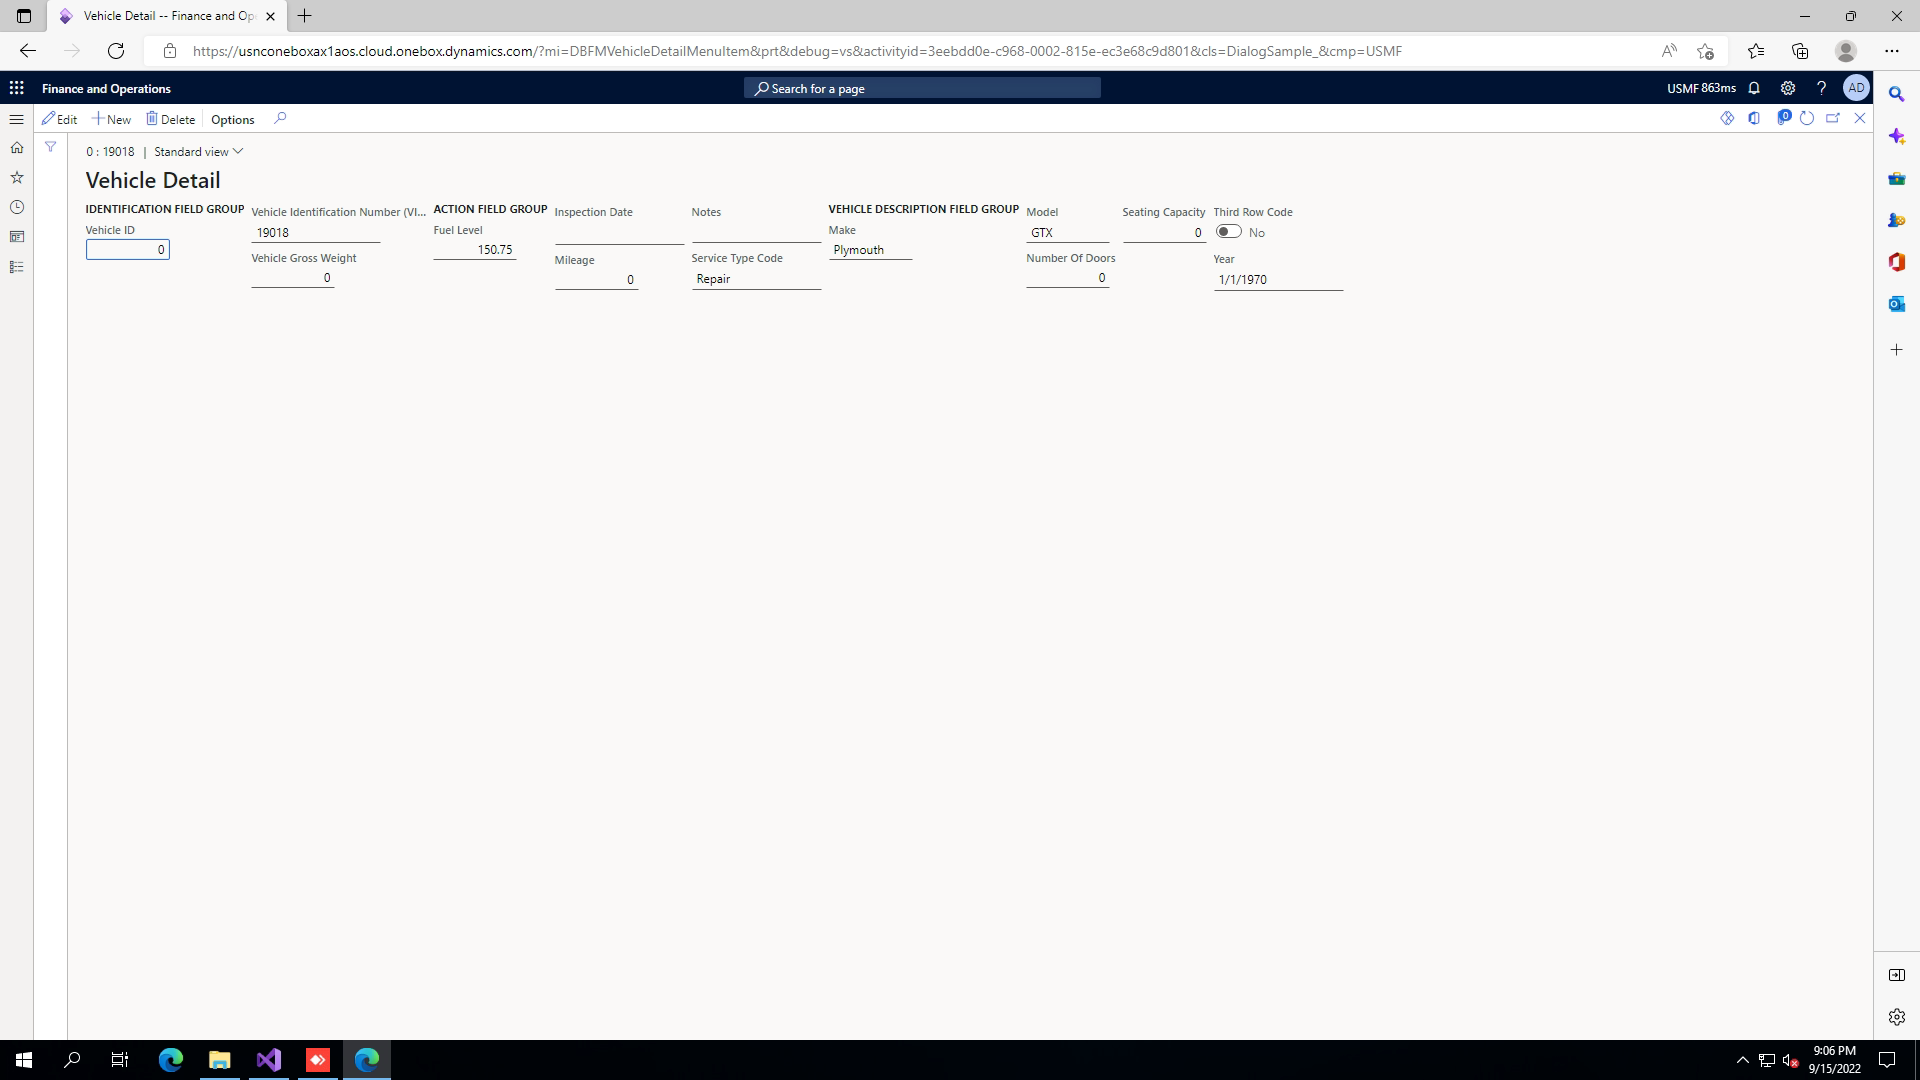 Vehicle Detail -- Finance and Op
https://usnconeboxax1aos.cloud.onebox.dynamics.com/?mi=DBFMVehicleDetailMenuItem&prt&debug=vs&activityid=3eebdd0e-c968-0002-815e-ec3e68c9d801&cls=DialogSample_&cmp=USMF
Finance and Operations
Search for a page
USMF 863ms
AD
Edit New Delete Options
0
0 : 19018 | Standard view
Vehicle Detail
IDENTIFICATION FIELD GROUP
Vehicle ID
0
Vehicle Identification Number (VI...
19018
Vehicle Gross Weight
0
ACTION FIELD GROUP
Fuel Level
150.75
Inspection Date
Mileage
0
Notes
Service Type Code
Repair
VEHICLE DESCRIPTION FIELD GROUP
Make
Plymouth
Model
GTX
Number Of Doors
0
Seating Capacity
0
Third Row Code
No
Year
1/1/1970
9:06 PM
9/15/2022